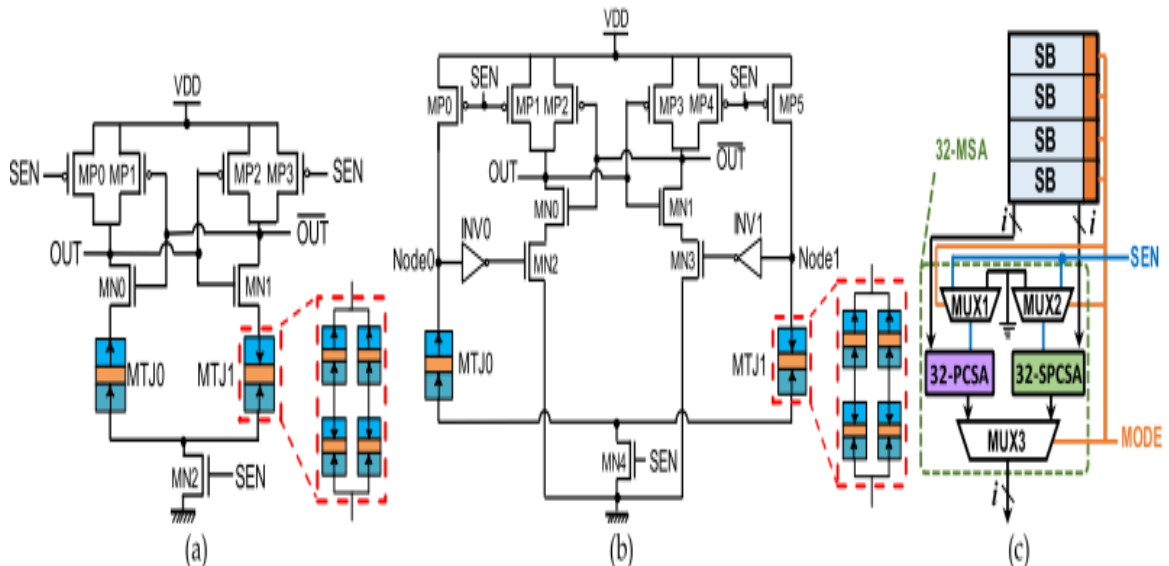 VDD
SEN
MP0
MP1
MP2
MP3
SEN
OUT
OUT
MN0
MN1
MTJ0
MTJ1
MN2
SEN
(a)
VDD
SEN
SEN
MP0
MP1
MP2
MP3
MP4
MP5
OUT
OUT
MN0
MN1
INV0
INV1
Node0
MN2
MN3
Node1
MTJ0
MTJ1
MN4
SEN
(b)
SB
SB
SB
SB
32-MSA
i
i
SEN
MUX1
MUX2
32-PCSA
32-SPCSA
MUX3
MODE
i
(c)